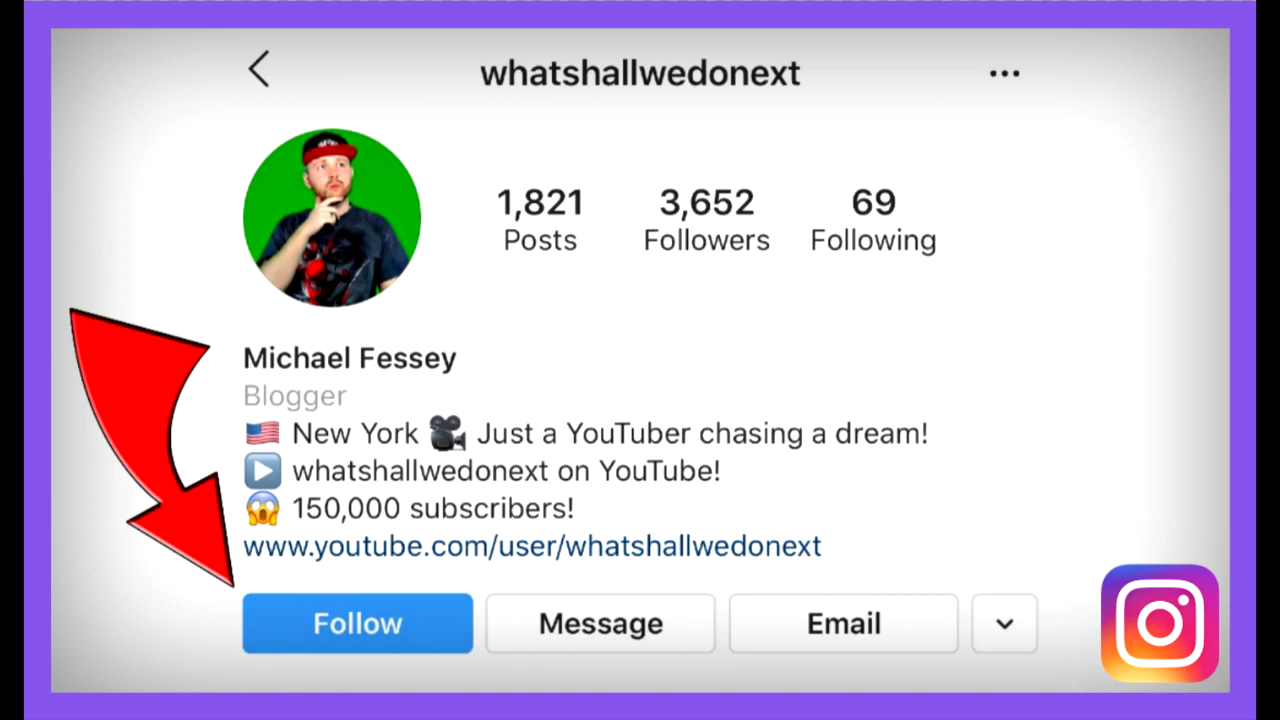 whatshallwedonext
1,821 3,652 69
Posts Followers Following
Michael Fessey
Blogger
🇺🇸 New York 🎥 Just a YouTuber chasing a dream!
▶️ whatshallwedonext on YouTube!
😱 150,000 subscribers!
www.youtube.com/user/whatshallwedonext
Follow Message Email